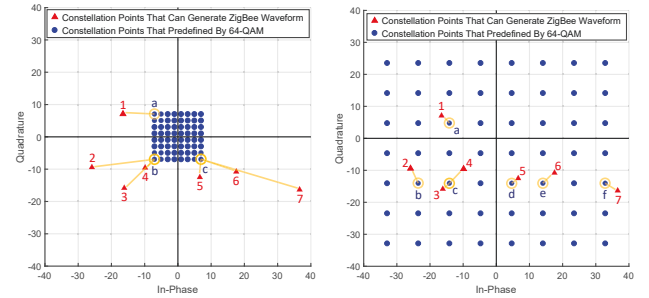 Constellation Points That Can Generate ZigBee Waveform
Constellation Points That Predefined By 64-QAM
40
30
20
10
0
-10
-20
-30
-40
-40 -30 -20 -10 0 10 20 30 40
Quadrature
In-Phase
1
a
2
b
3
4
c
5
6
7
Constellation Points That Can Generate ZigBee Waveform
Constellation Points That Predefined By 64-QAM
40
30
20
10
0
-10
-20
-30
-40
-40 -30 -20 -10 0 10 20 30 40
Quadrature
In-Phase
1
a
2
b
3
4
c
5
d
6
e
f
7